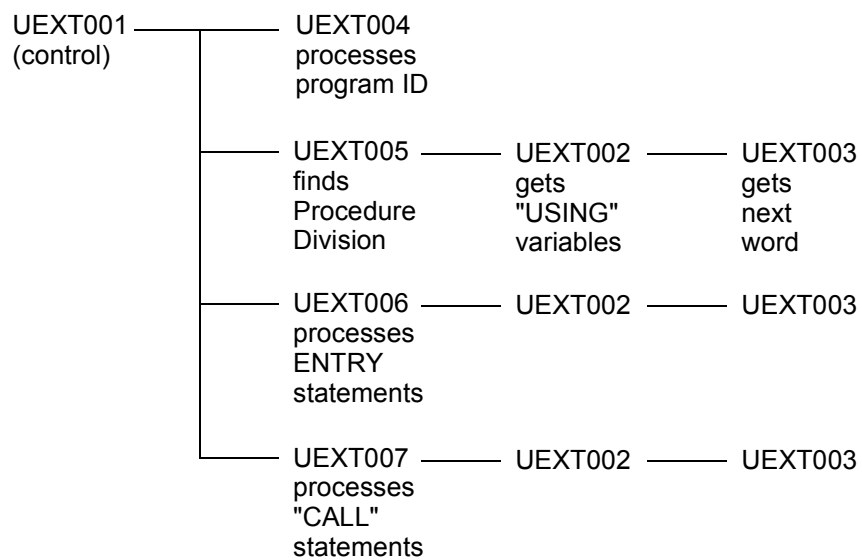 UEXT001
(control)
UEXT004
processes
program ID
UEXT005
finds
Procedure
Division
UEXT002
gets
"USING"
variables
UEXT003
gets
next
word
UEXT006
processes
ENTRY
statements
UEXT002
UEXT003
UEXT007
processes
"CALL"
statements
UEXT002
UEXT003